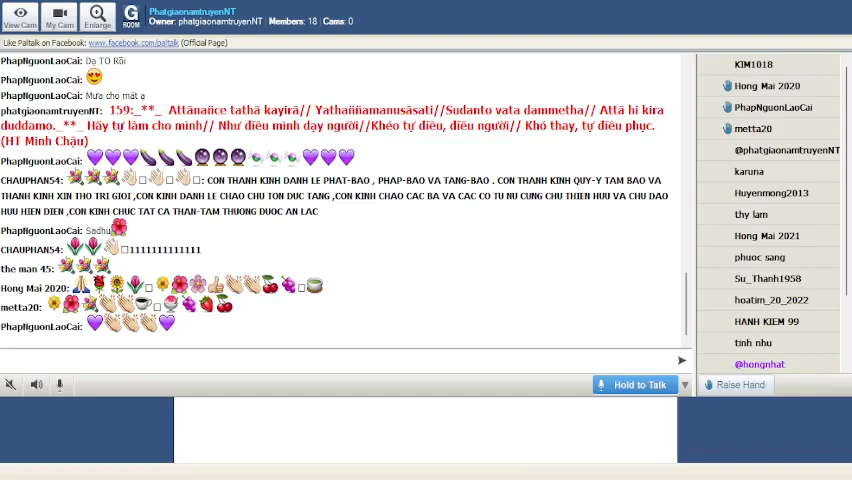 PhatgiaonamtruyenNT
Owner: phatgiaonamtruyenNT | Members: 18 | Cams: 0
View Cam
My Cam
Enlarge
G
ROOM
Like Paltalk on Facebook: www.facebook.com/paltalk (Official Page)
PhapNguonLaoCai: Dạ TO Rồi
PhapNguonLaoCai:
PhapNguonLaoCai: Mưa cho mát ạ
phatgiaonamtruyenNT: 159:_**_ Attānañce tathā kayirā// Yathaññamanusāsati//Sudanto vata dammetha// Attā hi kira
duddamo._**_ Hãy tự làm cho mình// Như điều mình dạy người//Khéo tự điều, điều người// Khó thay, tự điều phục.
(HT Minh Châu)
PhapNguonLaoCai:
CHAUPHAN54: : CON THANH KINH DANH LE PHAT-BAO , PHAP-BAO VA TANG-BAO . CON THANH KINH QUY-Y TAM BAO VA
THANH KINH XIN THO TRI GIOI ,CON KINH DANH LE CHAO CHU TON DUC TANG ,CON KINH CHAO CAC BA VA CAC CO TU NU CUNG CHU THIEN HUU VA CHU DAO
HUU HIEN DIEN ,CON KINH CHUC TAT CA THAN-TAM THUONG DUOC AN LAC
PhapNguonLaoCai: Sadhu
CHAUPHAN54: 1111111111111
the man 45:
Hong Mai 2020:
metta20:
PhapNguonLaoCai:
KIM1018
Hong Mai 2020
PhapNguonLaoCai
metta20
@phatgiaonamtruyenNT
karuna
Huyenmong2013
thy lam
Hong Mai 2021
phuoc sang
Su_Thanh1958
hoatim_20_2022
HANH KIEM 99
tinh nhu
@hongnhat
Hold to Talk
Raise Hand